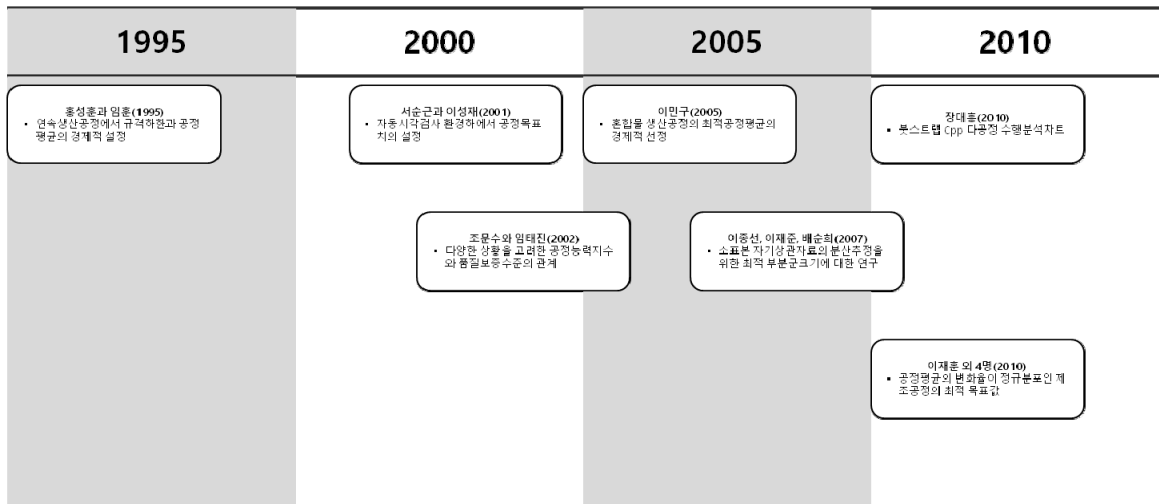 1995
2000
2005
2010
홍성훈과 임훈(1995)
• 연속생산공정에서 규격하한과 공정
평균의 경제적 설정
서순근과 이성재(2001)
• 자동시각검사 환경하에서 공정목표
치의 설정
이민구(2005)
• 혼합물 생산공정의 최적공정평균의
경제적 선정
장대흥(2010)
• 붓스트랩 Cpp 다공정 수행분석차트
조문수와 임태진(2002)
• 다양한 상황을 고려한 공정능력지수
와 품질보증수준의 관계
이종선, 이재준, 배순희(2007)
• 소표본 자기상관자료의 분산추정을
위한 최적 부분군크기에 대한 연구
이재훈 외 4명(2010)
• 공정평균의 변화율이 정규분포인 제
조공정의 최적 목표값